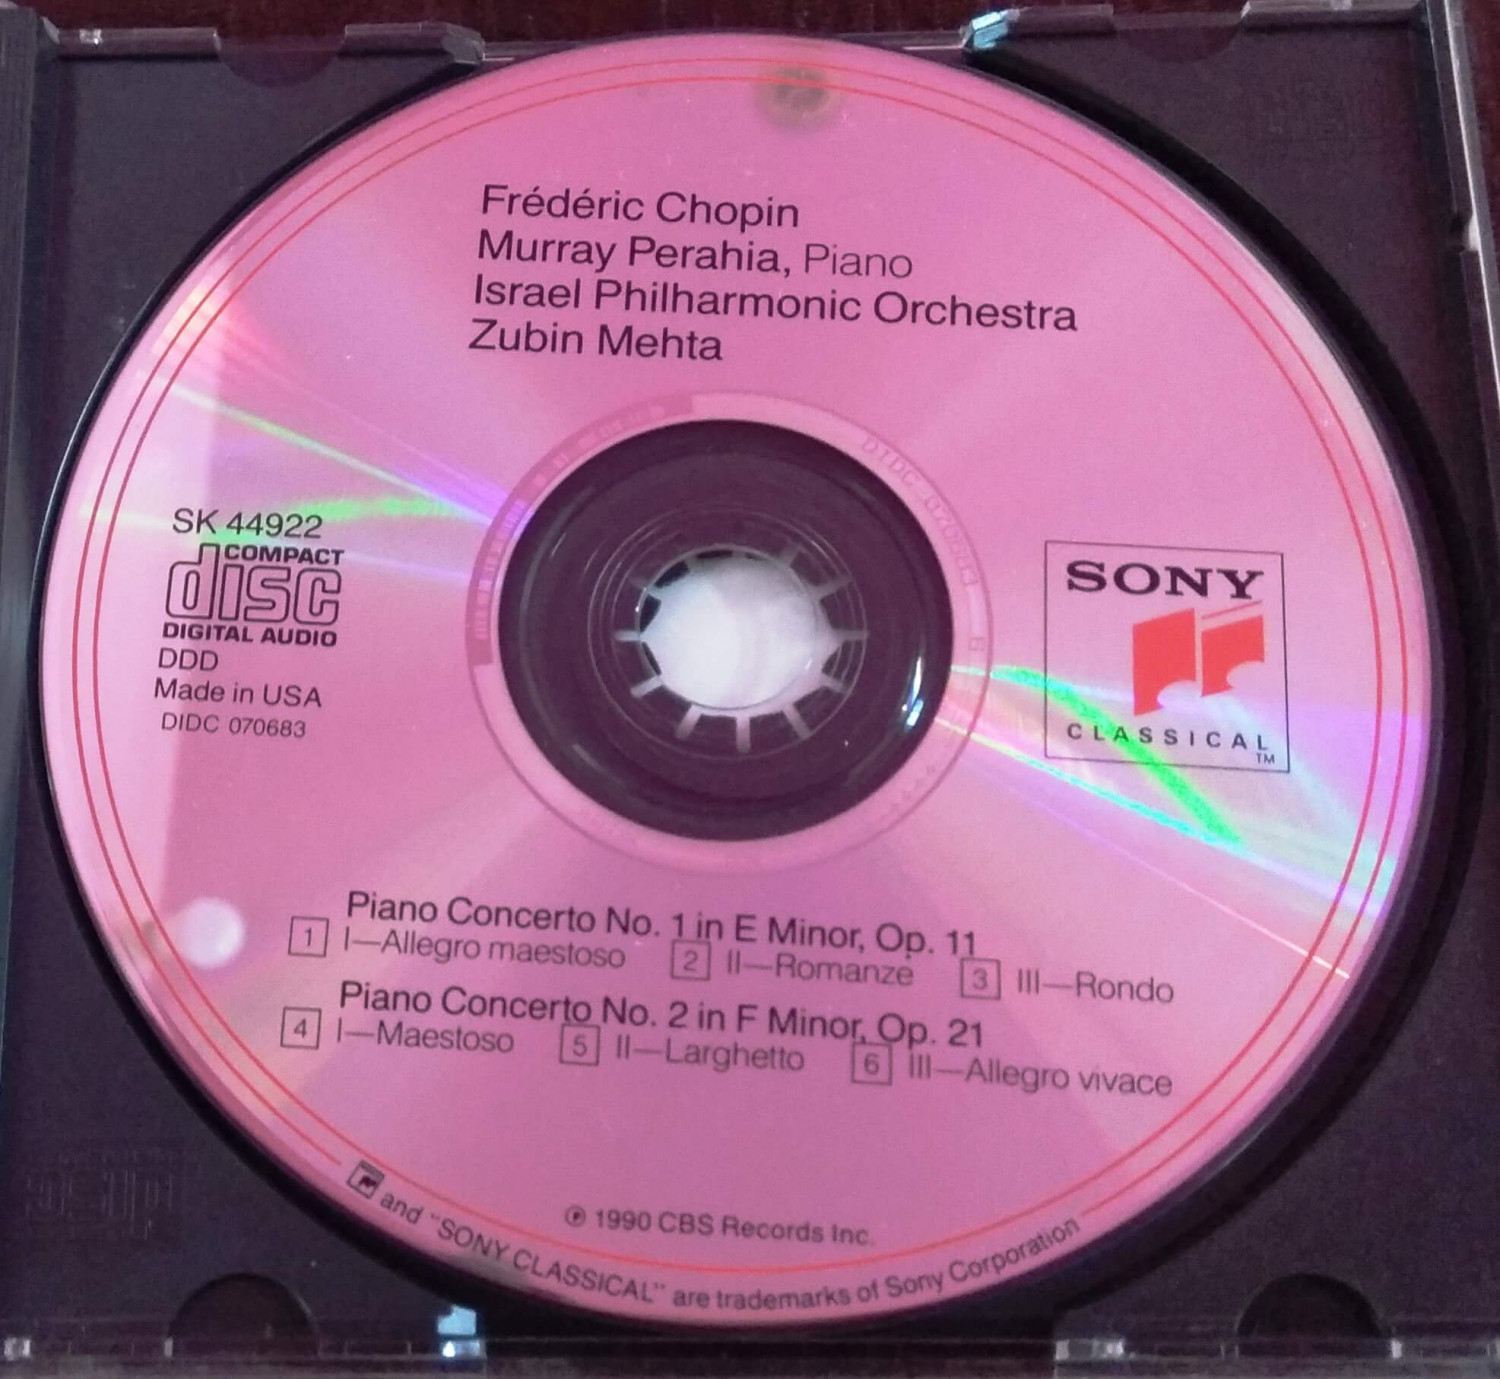 Frédéric Chopin
Murray Perahia, Piano
Israel Philharmonic Orchestra
Zubin Mehta
SK 44922
COMPACT
disc
DIGITAL AUDIO
DDD
Made in USA
DIDC 070683
SONY
CLASSICAL
TM
Piano Concerto No. 1 in E Minor, Op. 11
1 I—Allegro maestoso 2 II—Romanze 3 III—Rondo
Piano Concerto No. 2 in F Minor, Op. 21
4 I—Maestoso 5 II—Larghetto 6 III—Allegro vivace
℗ 1990 CBS Records Inc.
and "SONY CLASSICAL" are trademarks of Sony Corporation